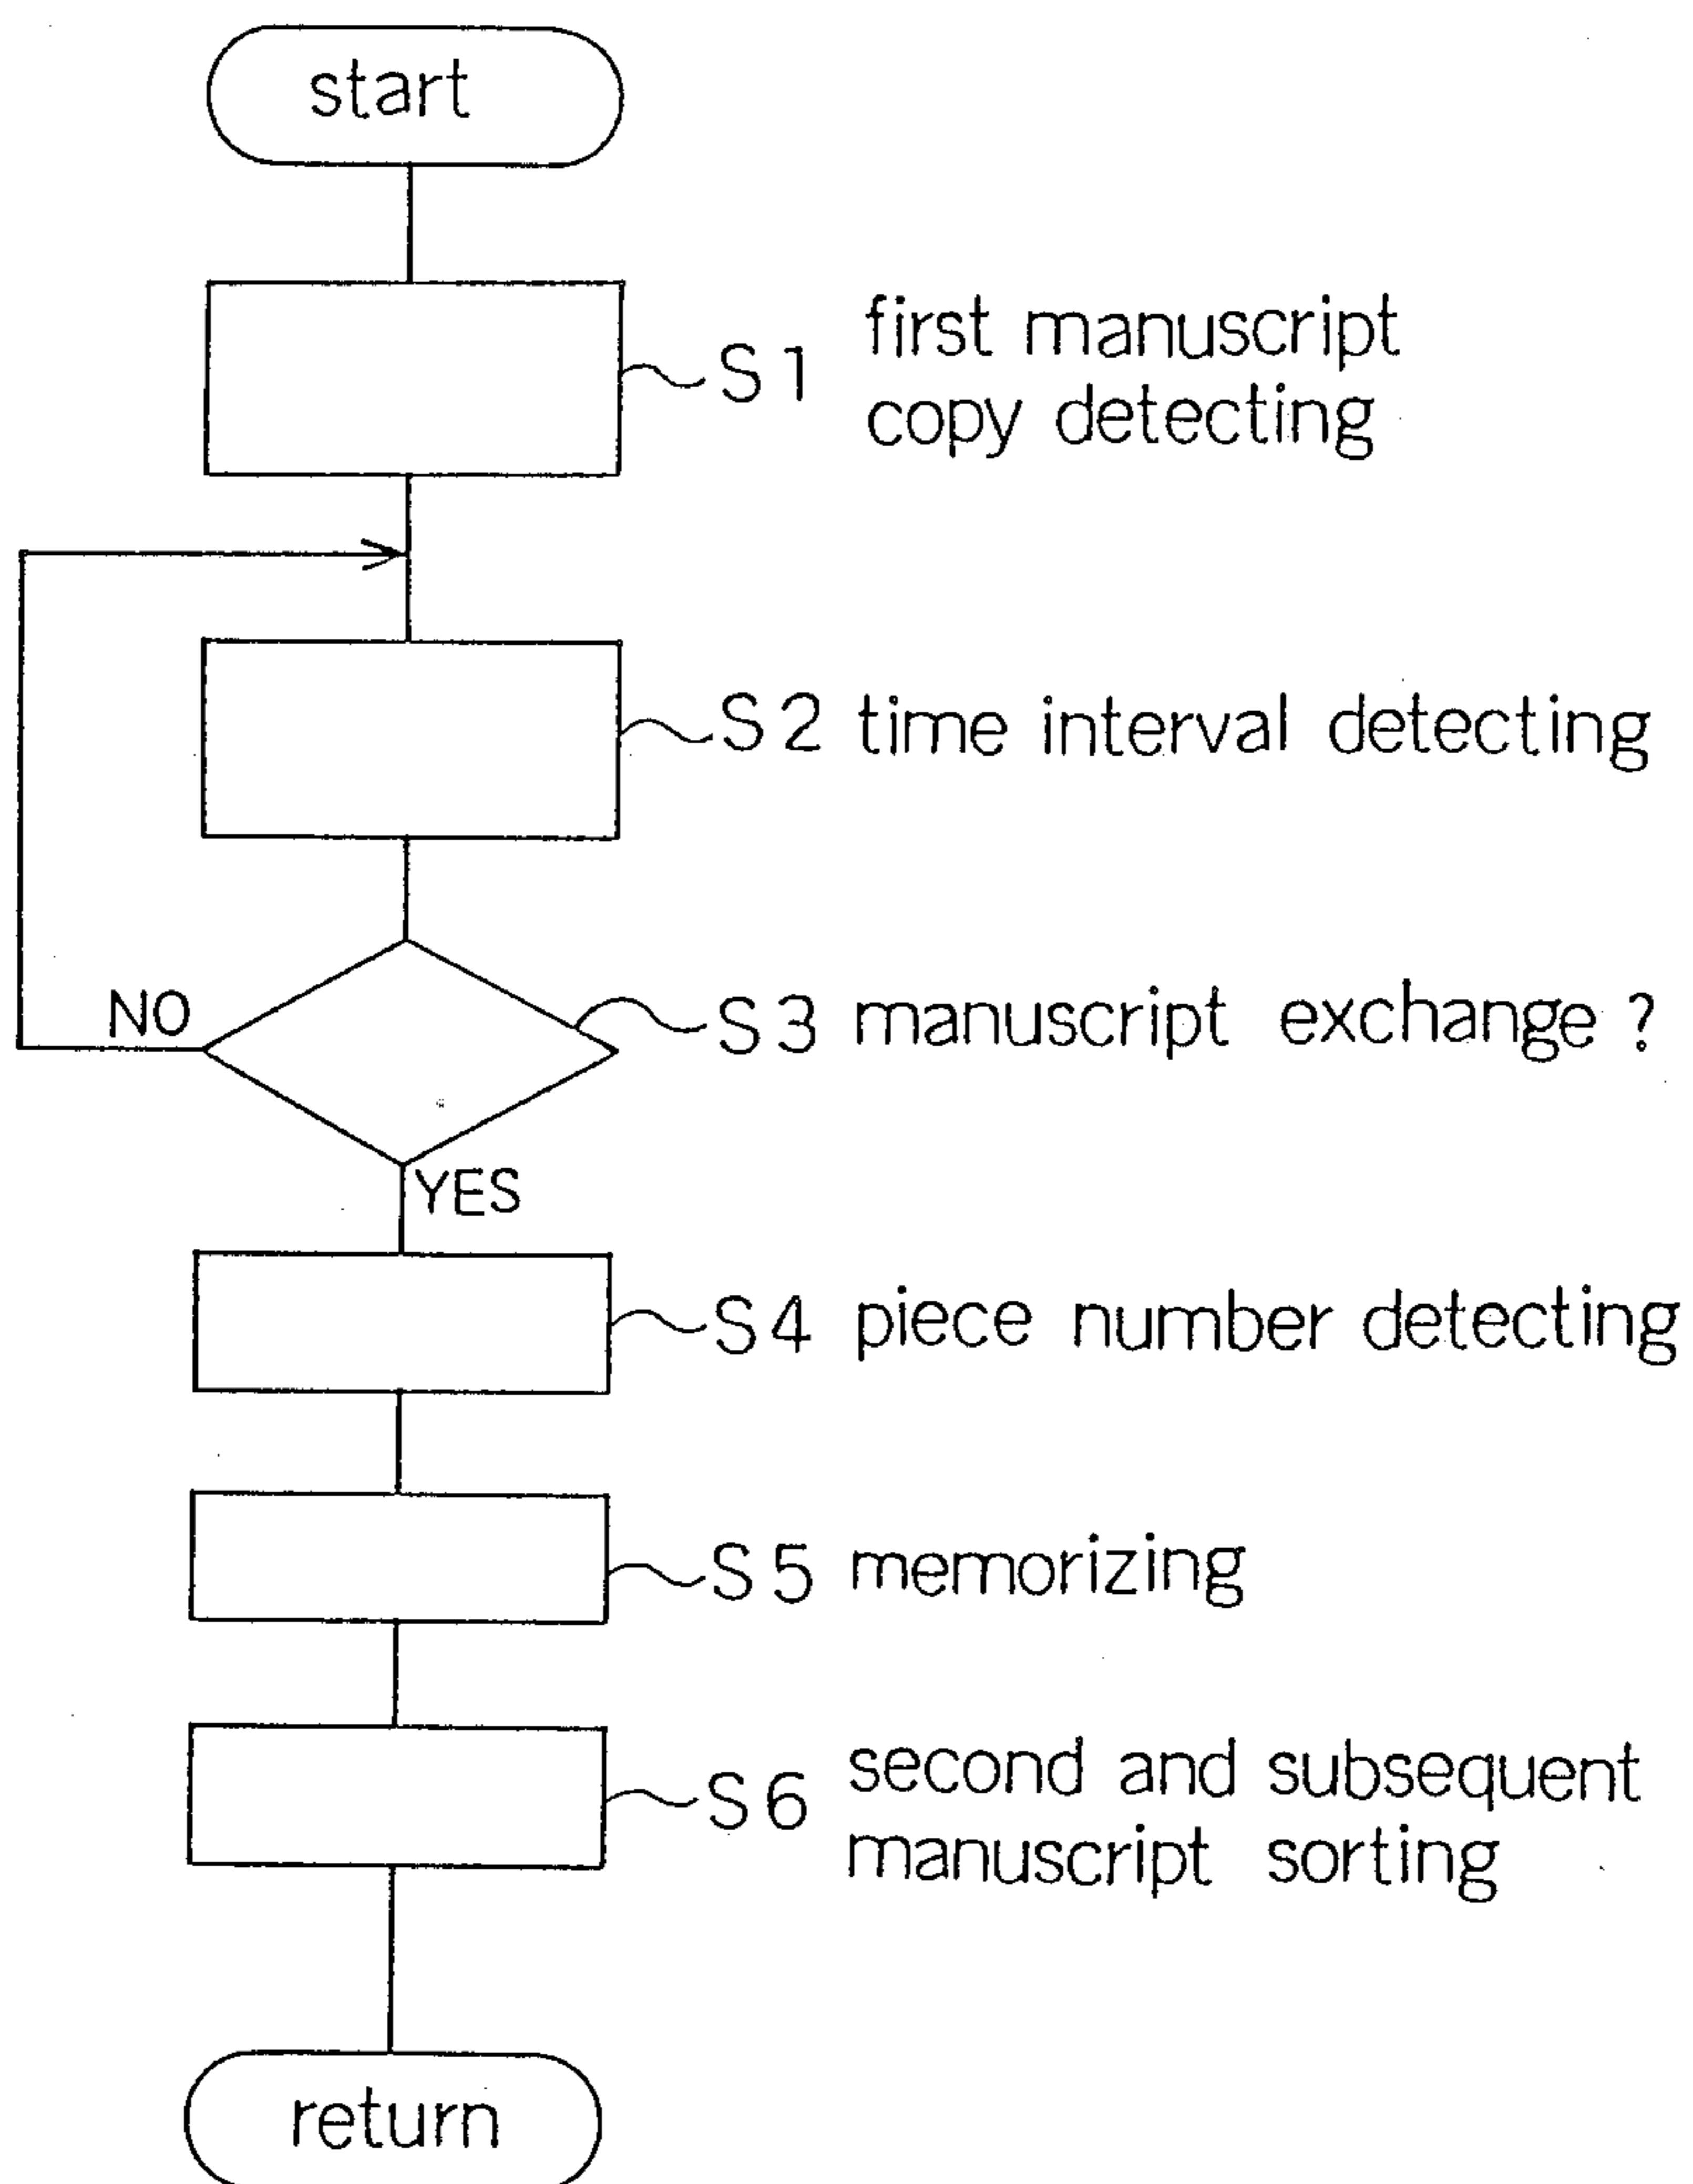 start
S1 first manuscript
copy detecting
S2 time interval detecting
NO
S3 manuscript exchange ?
YES
S4 piece number detecting
S5 memorizing
S6 second and subsequent
manuscript sorting
return